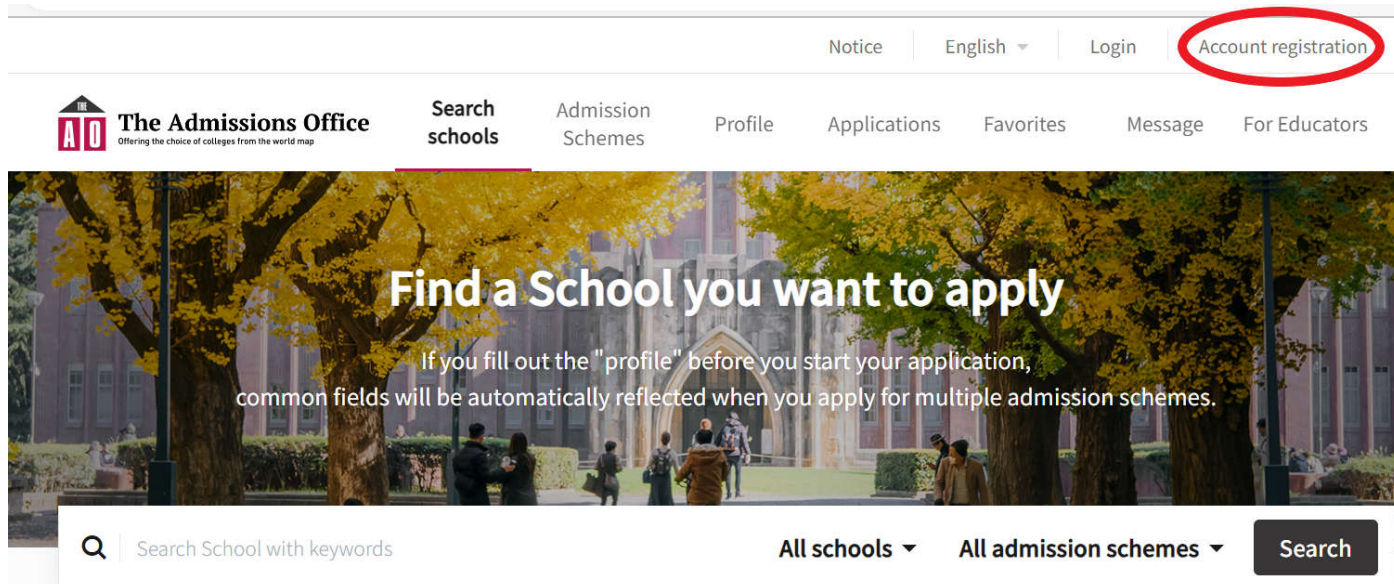 Notice English Login Account registration
THE
AO
The Admissions Office
Offering the choice of colleges from the world map
Search
schools
Admission
Schemes
Profile
Applications
Favorites
Message
For Educators
Find a School you want to apply
If you fill out the "profile" before you start your application,
common fields will be automatically reflected when you apply for multiple admission schemes.
Search School with keywords
All schools
All admission schemes
Search